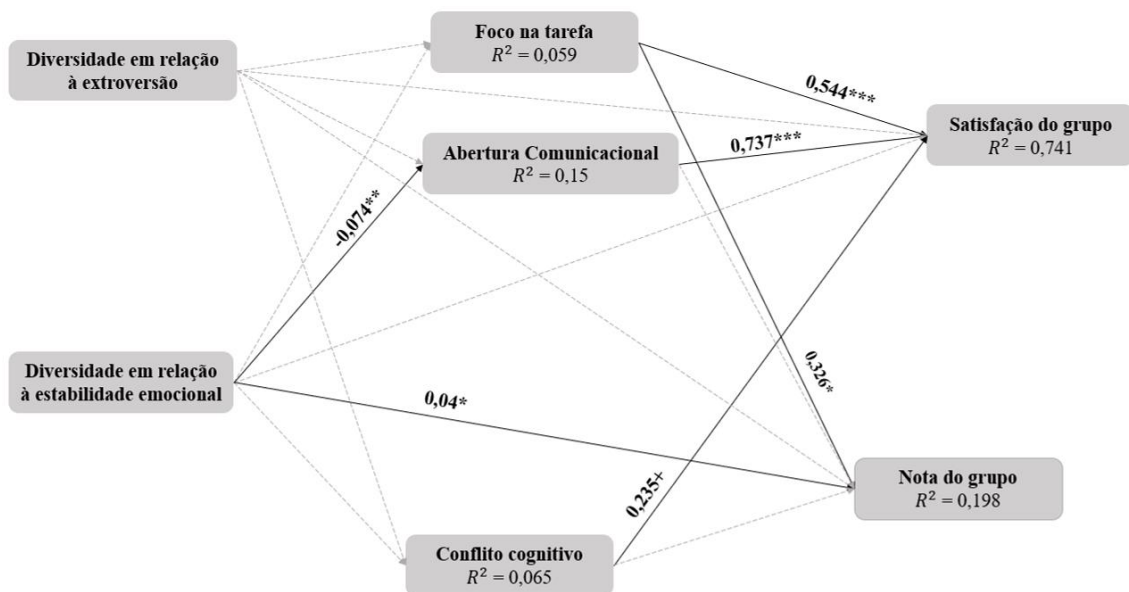 Foco na tarefa
R² = 0,059
Diversidade em relação
à extroversão
0,544***
Satisfação do grupo
R² = 0,741
0,737***
Abertura Comunicacional
R² = 0,15
-0,074**
0,326*
Diversidade em relação
à estabilidade emocional
0,04*
0,235+
Nota do grupo
R² = 0,198
Conflito cognitivo
R² = 0,065